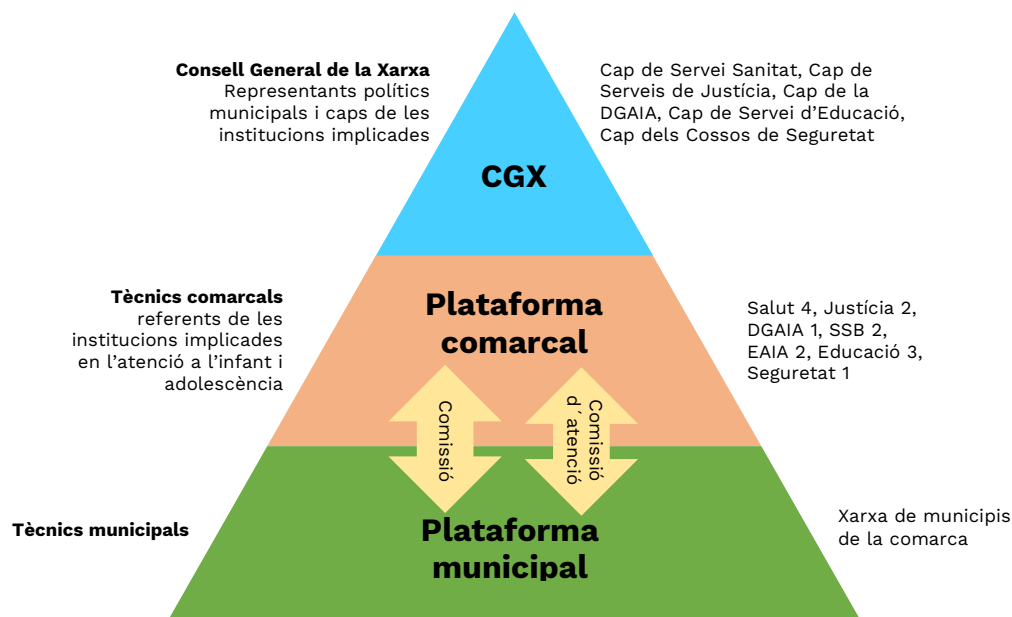 Consell General de la Xarxa
Representants polítics
municipals i caps de les
institucions implicades
Cap de Servei Sanitat, Cap de
Serveis de Justícia, Cap de la
DGAIA, Cap de Servei d’Educació,
Cap dels Cossos de Seguretat
CGX
Tècnics comarcals
referents de les
institucions implicades
en l’atenció a l’infant i
adolescència
Plataforma
comarcal
Salut 4, Justícia 2,
DGAIA 1, SSB 2,
EAIA 2, Educació 3,
Seguretat 1
Comissió
Comissió
d´atenció
Tècnics municipals
Plataforma
municipal
Xarxa de municipis
de la comarca